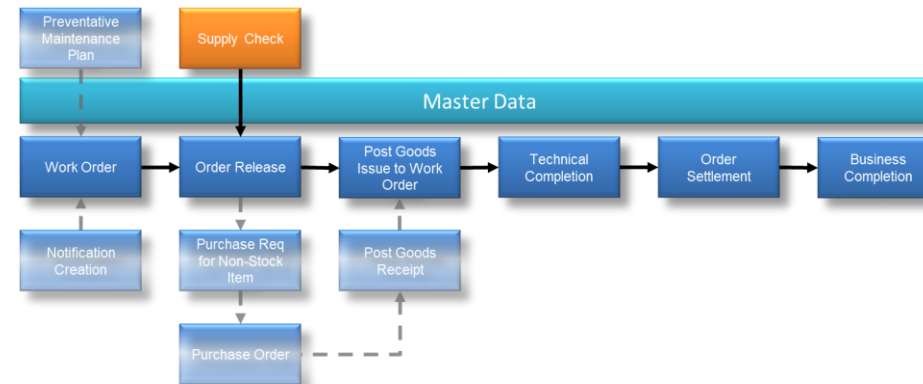 Preventative
Maintenance
Plan
Supply Check
Master Data
Work Order
Order Release
Post Goods
Issue to Work
Order
Technical
Completion
Order
Settlement
Business
Completion
Notification
Creation
Purchase Req
for Non-Stock
Item
Post Goods
Receipt
Purchase Order